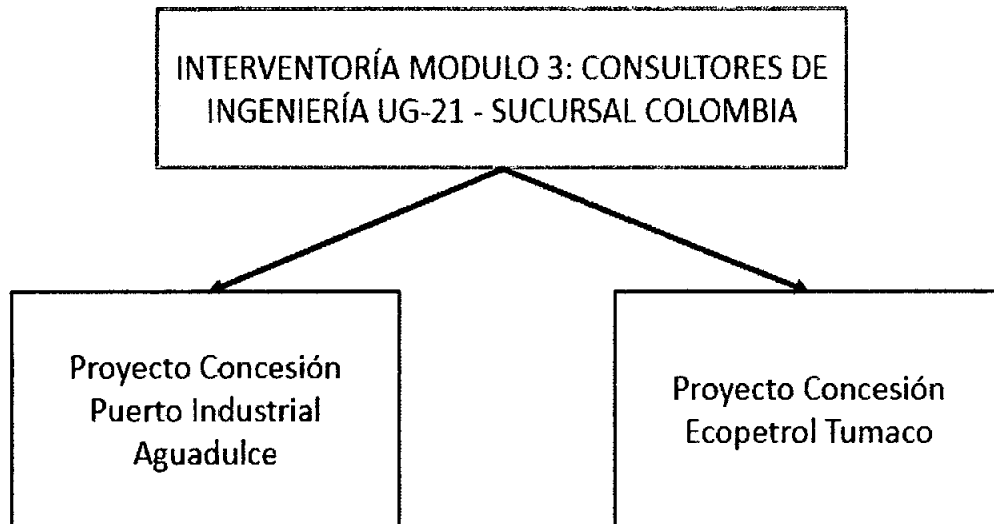 INTERVENTORÍA MODULO 3: CONSULTORES DE
INGENIERÍA UG-21 - SUCURSAL COLOMBIA
Proyecto Concesión
Puerto Industrial
Aguadulce
Proyecto Concesión
Ecopetrol Tumaco